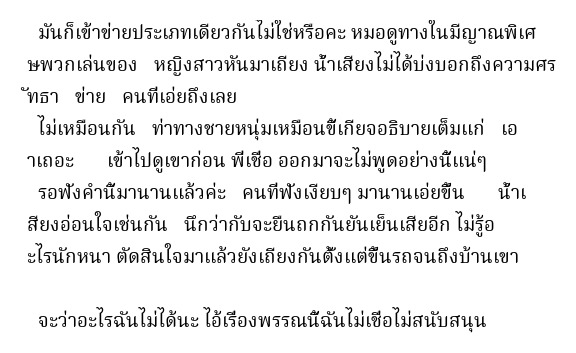 มันก็เข้าข่ายประเภทเดียวกันไม่ใช่หรือคะ หมอดูทางในมีญาณพิเศ
ษพวกเล่นของ   หญิงสาวหันมาเถียง น้ำเสียงไม่ได้บ่งบอกถึงความศร
ัทธา   ข่าย   คนที่เอ่ยถึงเลย
ไม่เหมือนกัน   ท่าทางชายหนุ่มเหมือนขี้เกียจอธิบายเต็มแก่   เอ
าเถอะ      เข้าไปดูเขาก่อน พี่เชื่อ ออกมาจะไม่พูดอย่างนี้แน่ๆ
รอฟังคำนี้มานานแล้วค่ะ   คนที่ฟังเงียบๆ มานานเอ่ยขึ้น      น้ำเ
สียงอ่อนใจเช่นกัน   นึกว่ากับจะยืนถกกันยันเย็นเสียอีก ไม่รู้อ
ะไรนักหนา ตัดสินใจมาแล้วยังเถียงกันตั้งแต่ขึ้นรถจนถึงบ้านเขา
จะว่าอะไรฉันไม่ได้นะ ไอ้เรื่องพรรณนี้ฉันไม่เชื่อไม่สนับสนุน